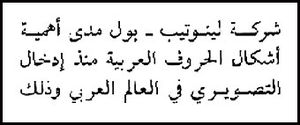 شركة لينوتيب ـ بول مدى أهمية
أشكال الحروف العربية منذ إدخال
التصويري في العالم العربي وذلك